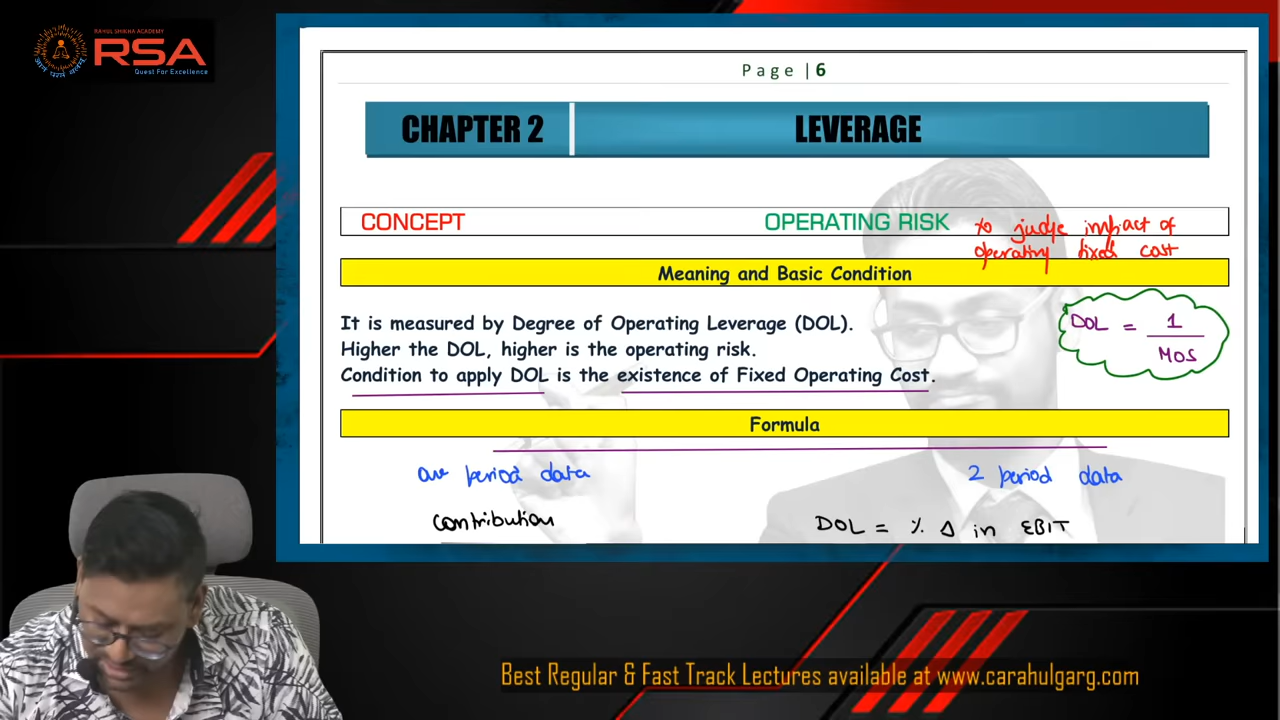 RAHUL SHIKHA ACADEMY
RSA
Quest For Excellence
Page | 6
CHAPTER 2 LEVERAGE
CONCEPT OPERATING RISK
to judge impact of
operating fixed cost
Meaning and Basic Condition
It is measured by Degree of Operating Leverage (DOL).
Higher the DOL, higher is the operating risk.
Condition to apply DOL is the existence of Fixed Operating Cost.
DOL = 1
MOS
Formula
one period data 2 period data
Contribution
DOL = % Δ in EBIT
Best Regular & Fast Track Lectures available at www.carahulgarg.com